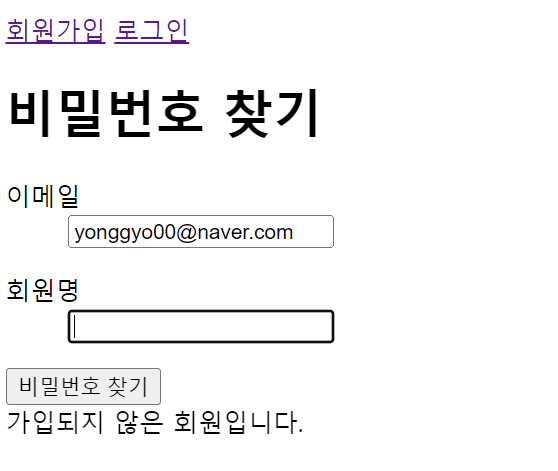 회원가입 로그인
비밀번호 찾기
이메일
yonggyo00@naver.com
회원명
비밀번호 찾기
가입되지 않은 회원입니다.